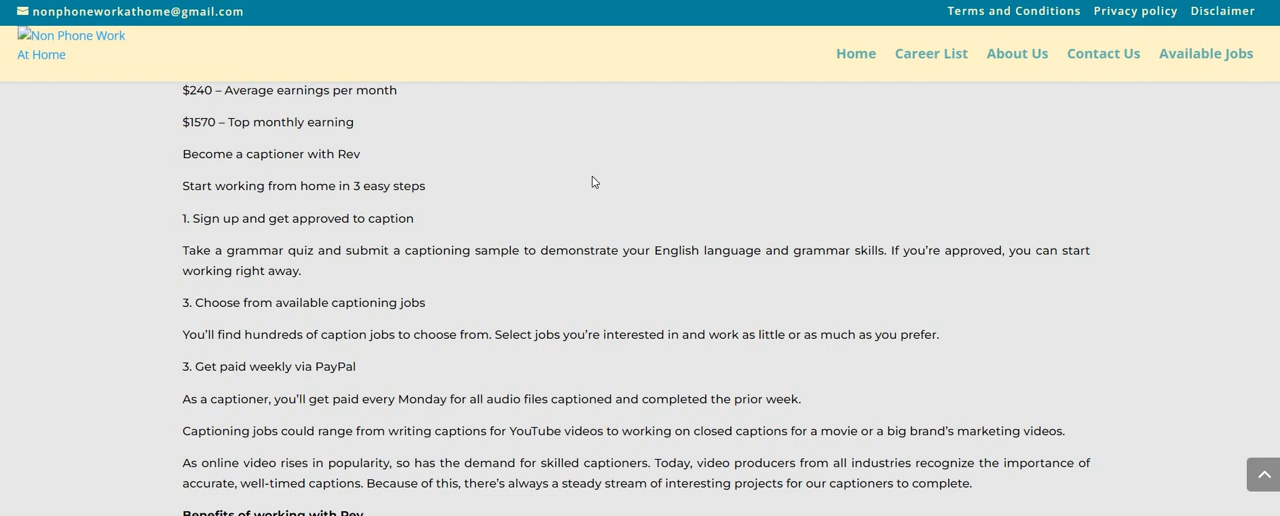 nonphoneworkathome@gmail.com
Terms and Conditions Privacy policy Disclaimer
Non Phone Work
At Home
Home Career List About Us Contact Us Available Jobs
$240 – Average earnings per month
$1570 – Top monthly earning
Become a captioner with Rev
Start working from home in 3 easy steps
1. Sign up and get approved to caption
Take a grammar quiz and submit a captioning sample to demonstrate your English language and grammar skills. If you’re approved, you can start
working right away.
3. Choose from available captioning jobs
You’ll find hundreds of caption jobs to choose from. Select jobs you’re interested in and work as little or as much as you prefer.
3. Get paid weekly via PayPal
As a captioner, you’ll get paid every Monday for all audio files captioned and completed the prior week.
Captioning jobs could range from writing captions for YouTube videos to working on closed captions for a movie or a big brand’s marketing videos.
As online video rises in popularity, so has the demand for skilled captioners. Today, video producers from all industries recognize the importance of
accurate, well-timed captions. Because of this, there’s always a steady stream of interesting projects for our captioners to complete.
Benefits of working with Rev